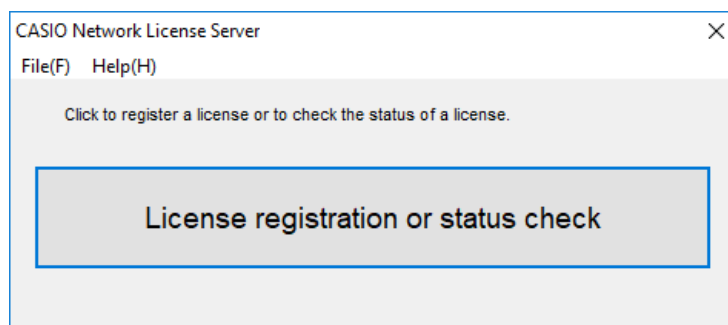 CASIO Network License Server
File(F) Help(H)
Click to register a license or to check the status of a license.
License registration or status check